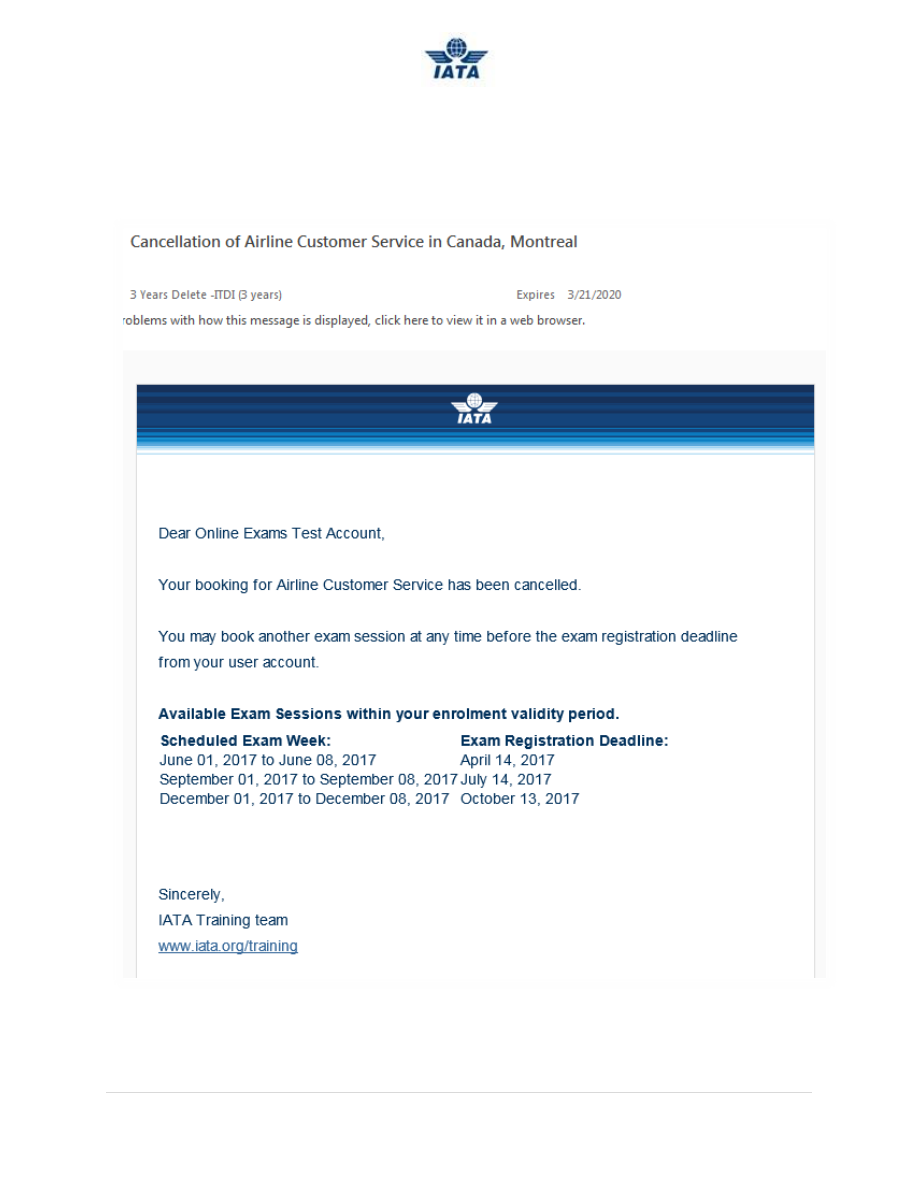 IATA
Cancellation of Airline Customer Service in Canada, Montreal
3 Years Delete -ITDI (3 years) Expires 3/21/2020
roblems with how this message is displayed, click here to view it in a web browser.
IATA
Dear Online Exams Test Account,
Your booking for Airline Customer Service has been cancelled.
You may book another exam session at any time before the exam registration deadline
from your user account.
Available Exam Sessions within your enrolment validity period.
Scheduled Exam Week: Exam Registration Deadline:
June 01, 2017 to June 08, 2017 April 14, 2017
September 01, 2017 to September 08, 2017 July 14, 2017
December 01, 2017 to December 08, 2017 October 13, 2017
Sincerely,
IATA Training team
www.iata.org/training